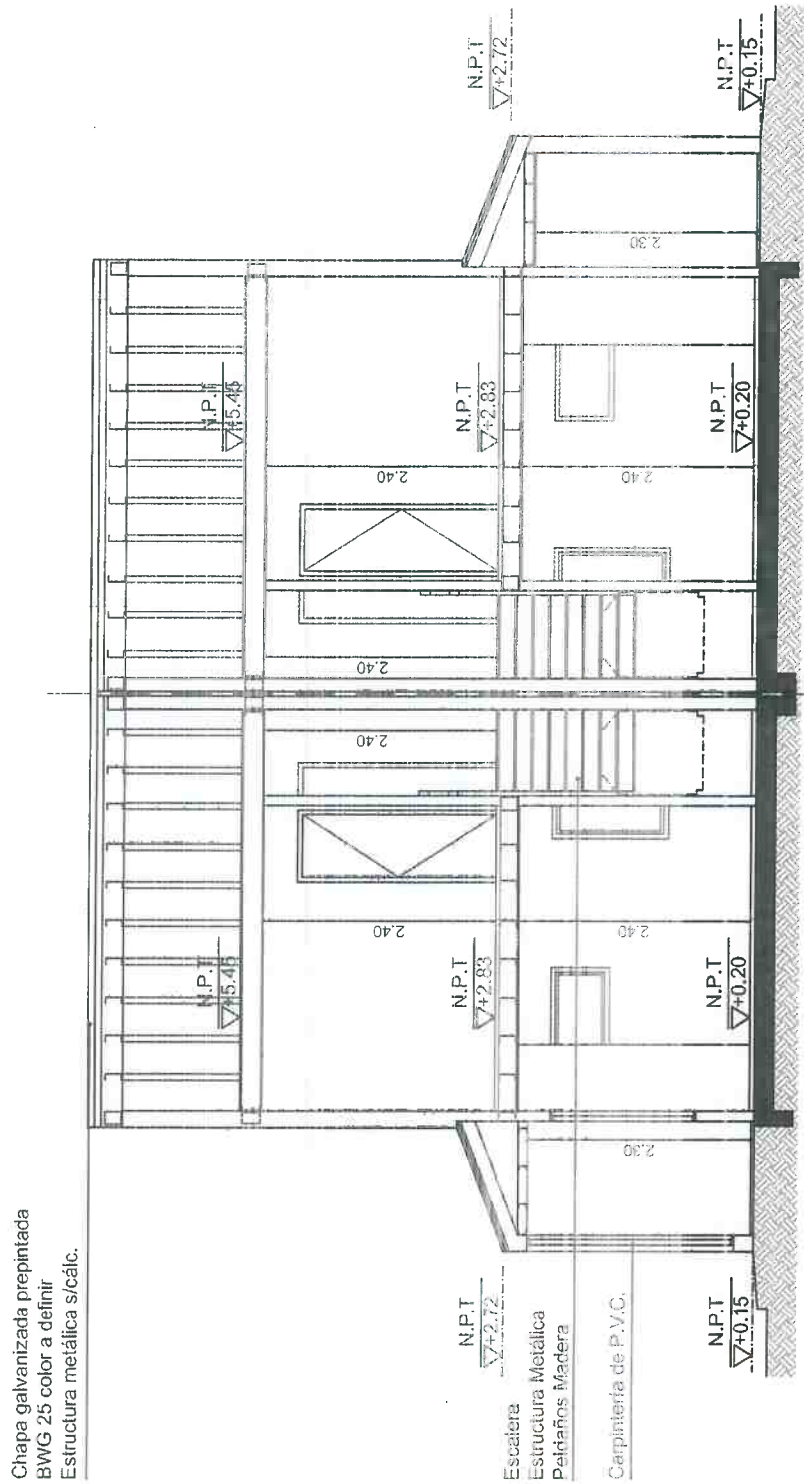 Chapa galvanizada prepintada
BWG 25 color a definir
Estructura metálica s/cálc.
N.P.T
+5.45
N.P.T
+5.45
2.40
2.40
2.40
2.40
N.P.T
+2.72
N.P.T
+2.83
N.P.T
+2.83
N.P.T
+2.72
Escalera
Estructura Metálica
Peldaños Madera
2.30
2.40
2.40
2.30
Carpintería de P.V.C.
N.P.T
+0.15
N.P.T
+0.20
N.P.T
+0.20
N.P.T
+0.15